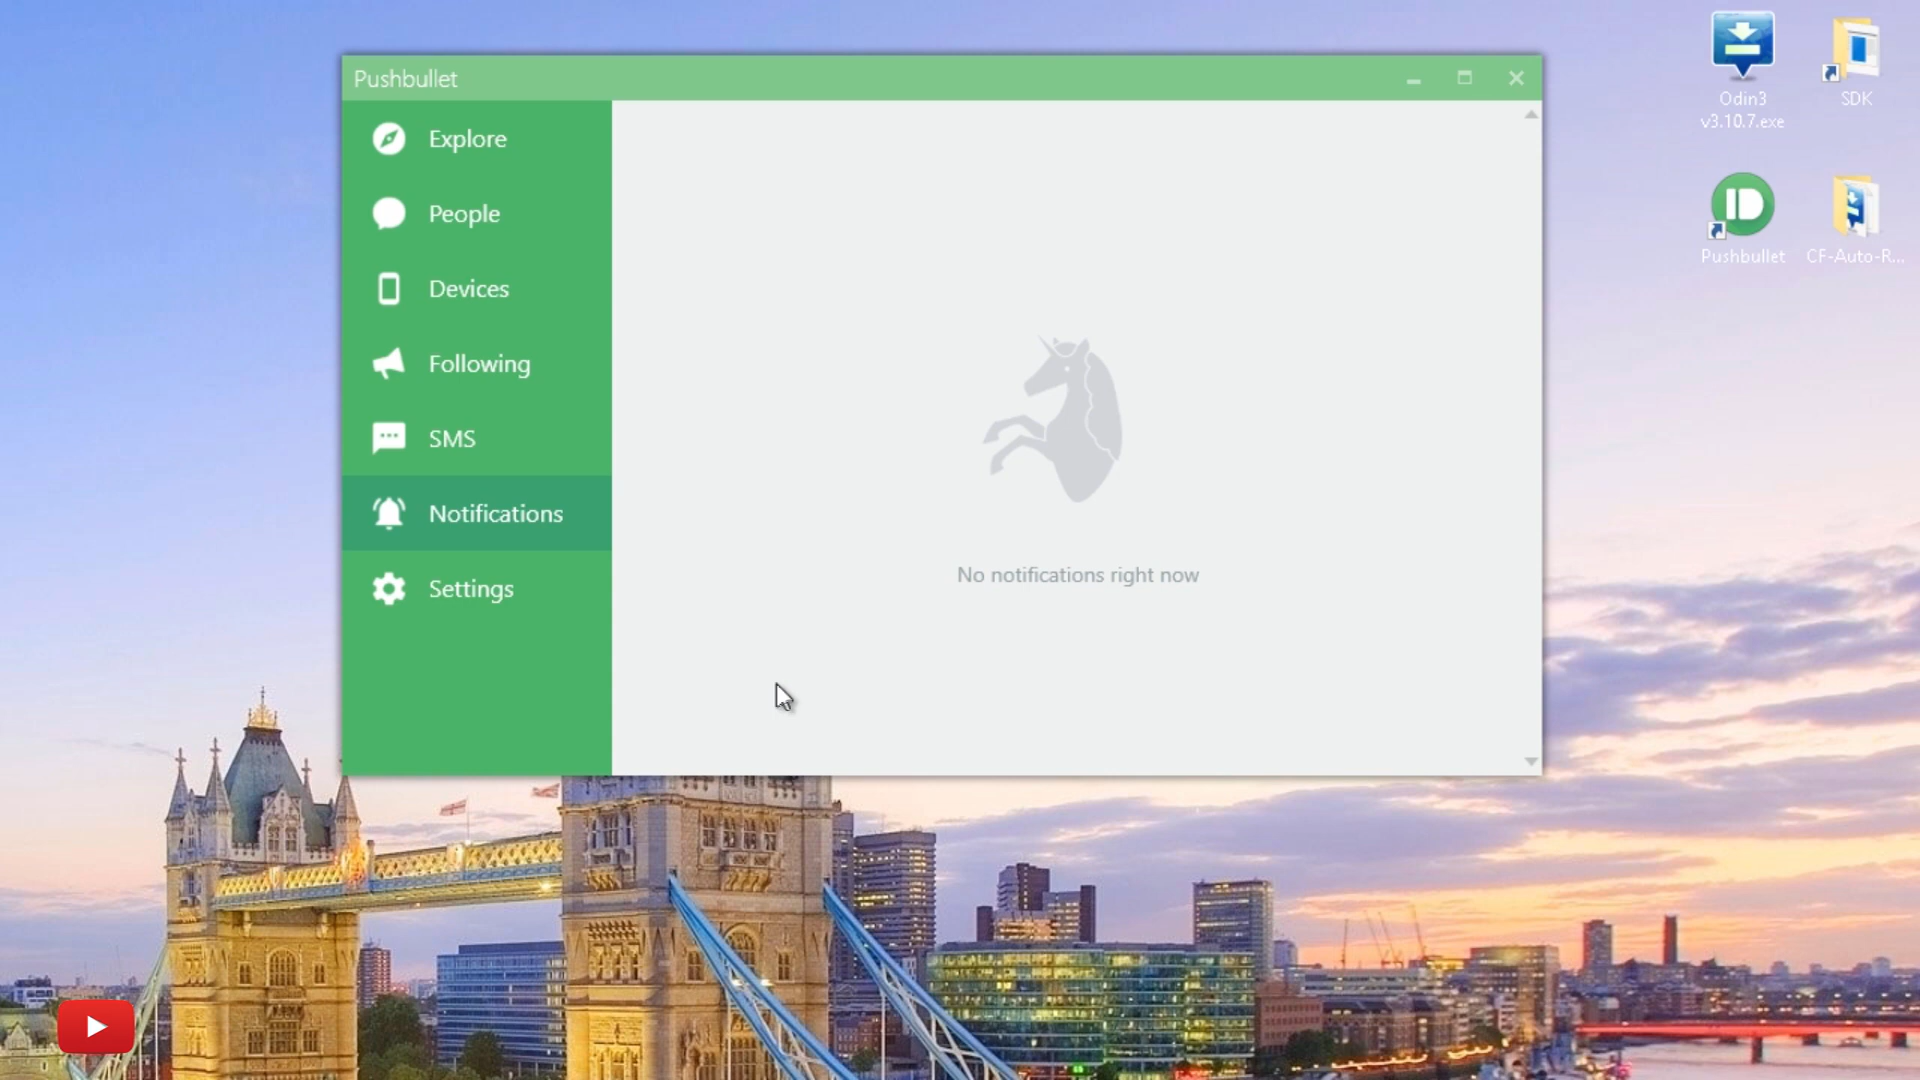 Pushbullet
Explore
People
Devices
Following
SMS
Notifications
Settings
No notifications right now
Odin3
v3.10.7.exe
SDK
Pushbullet
CF-Auto-R...